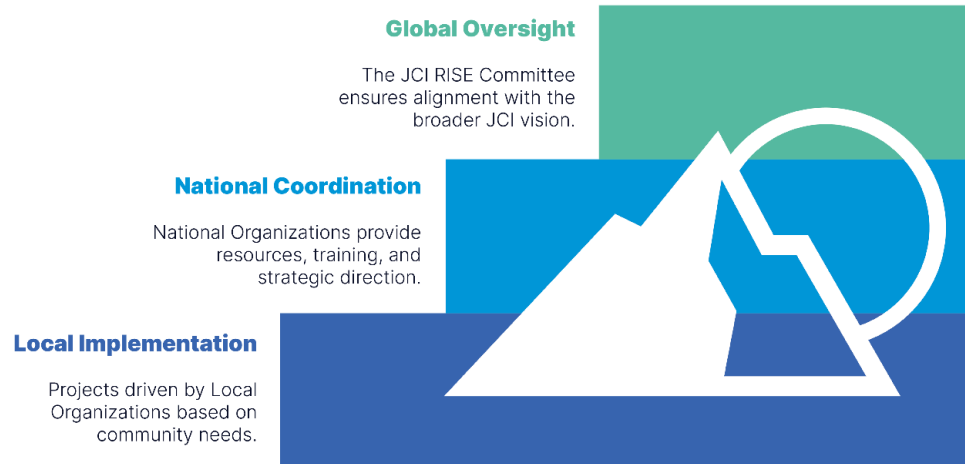 Global Oversight
The JCI RISE Committee
ensures alignment with the
broader JCI vision.
National Coordination
National Organizations provide
resources, training, and
strategic direction.
Local Implementation
Projects driven by Local
Organizations based on
community needs.